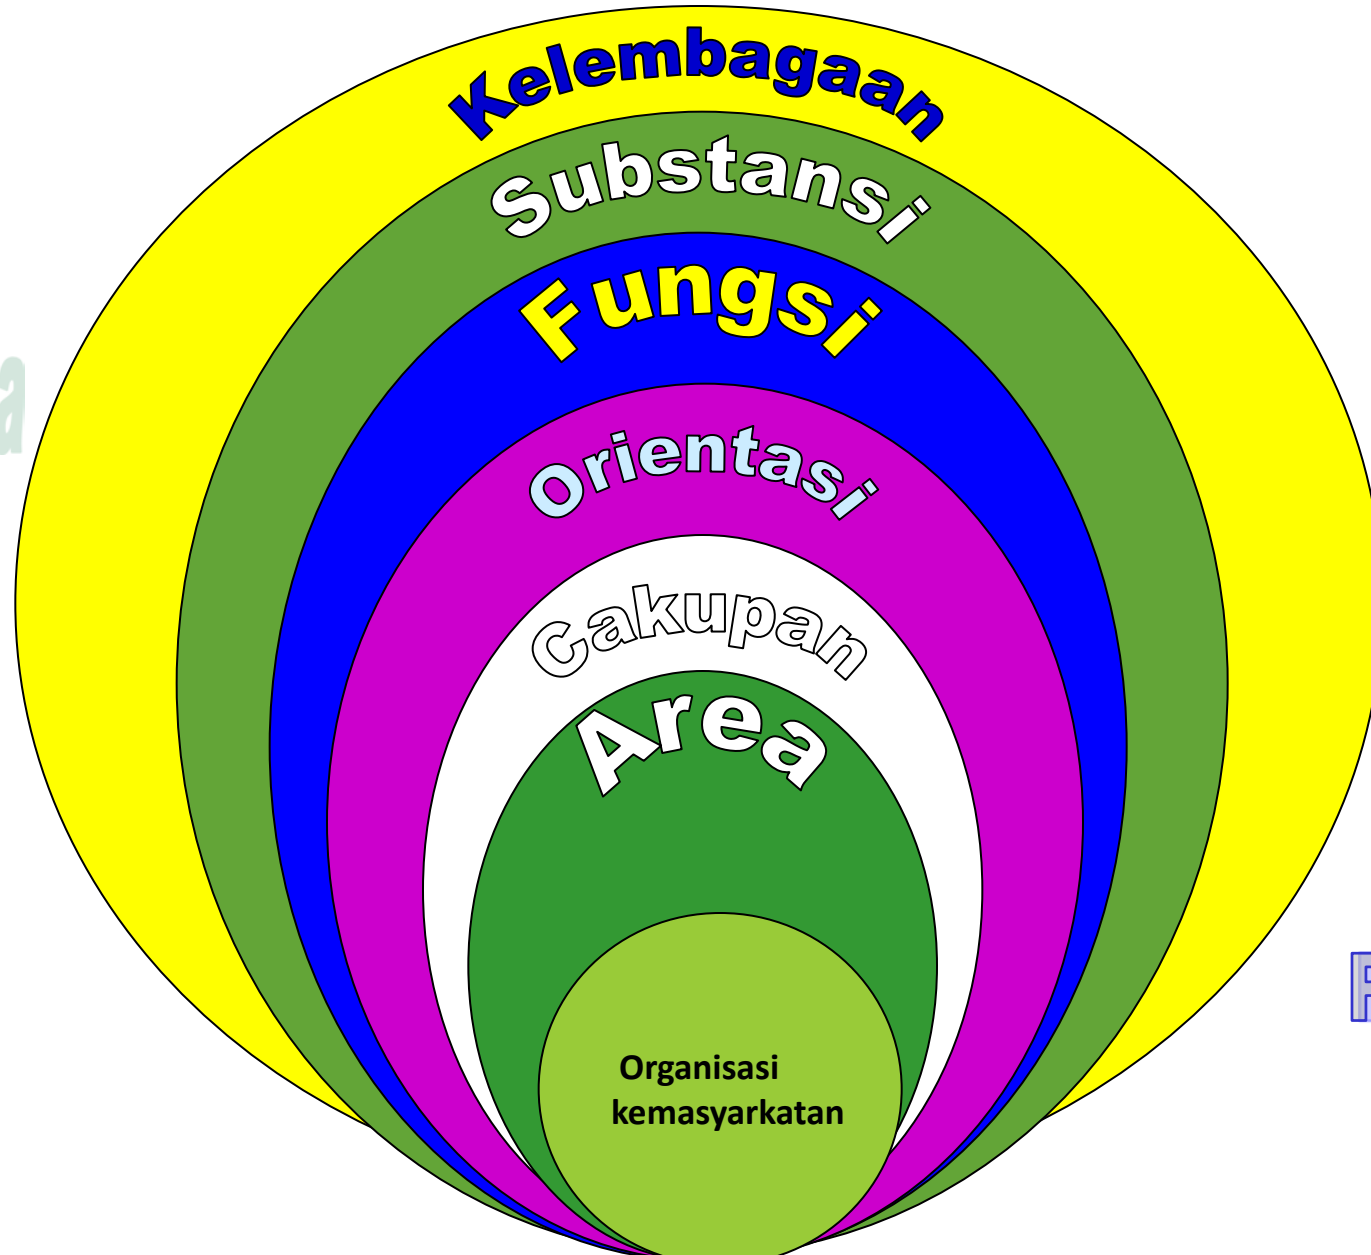 Kelembagaan
Substansi
Fungsi
Orientasi
Cakupan
Area
Organisasi
kemasyarkatan